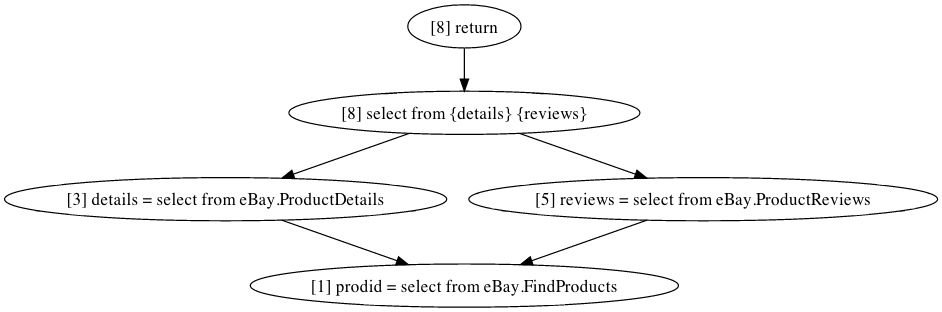 [8] return
[8] select from {details} {reviews}
[3] details = select from eBay.ProductDetails
[5] reviews = select from eBay.ProductReviews
[1] prodid = select from eBay.FindProducts